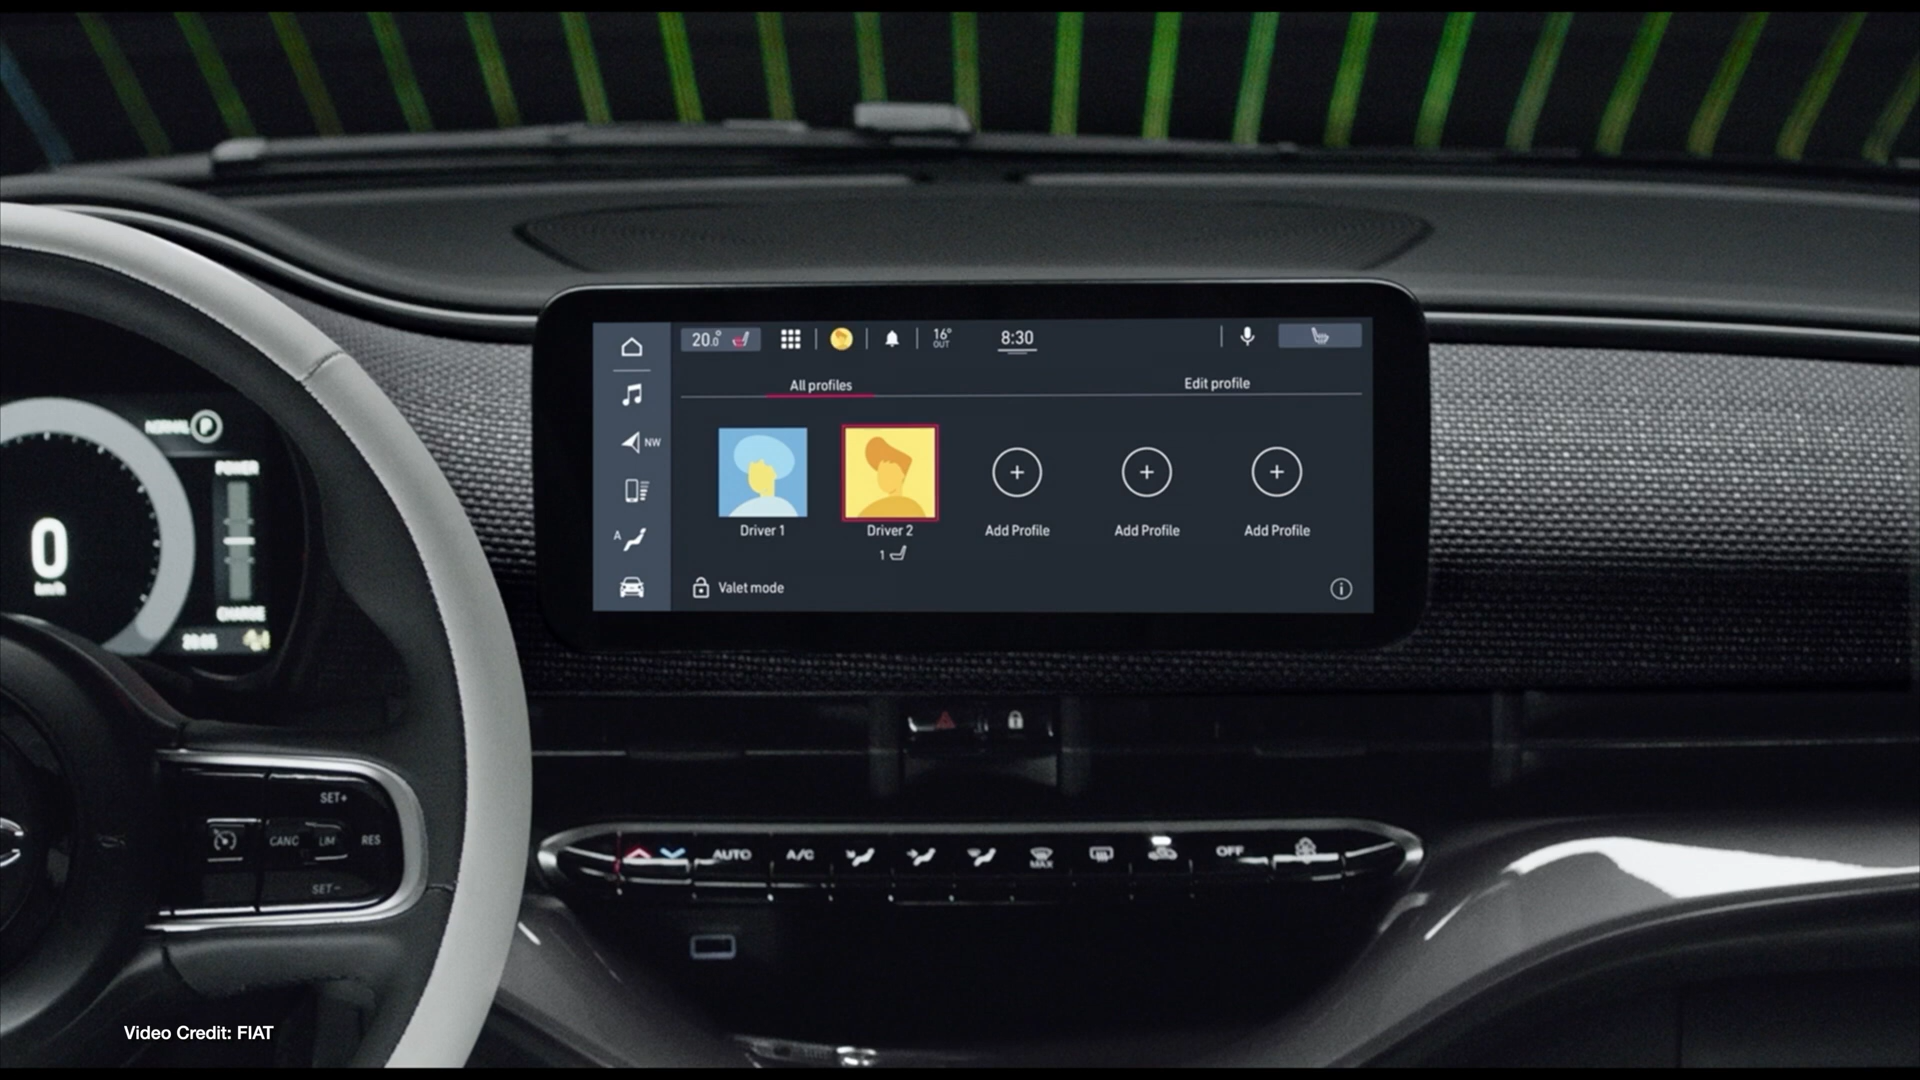 20.0°
16°
OUT
8:30
All profiles
Edit profile
NW
A
Driver 1
Driver 2
1
Add Profile
Add Profile
Add Profile
Valet mode
NORMAL
P
POWER
0
km/h
CHARGE
SET+
CANC
LIM
RES
SET-
AUTO
A/C
MAX
OFF
Video Credit: FIAT